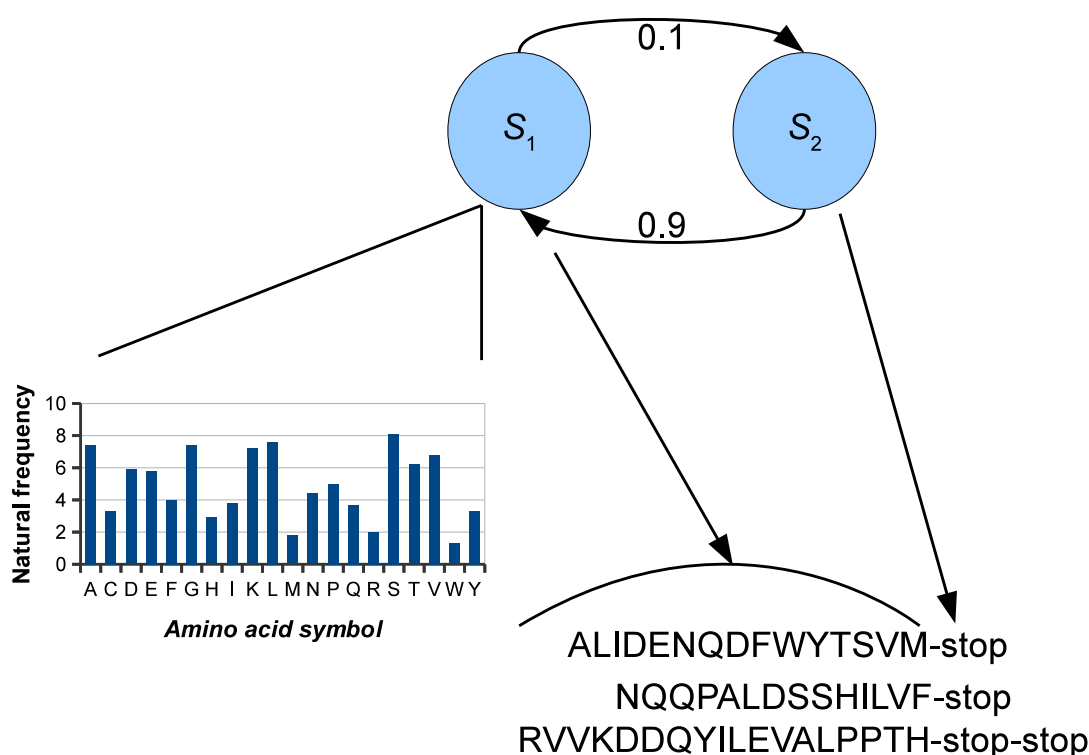 0.1
S1
S2
0.9
Natural frequency
10
8
6
4
2
0
A C D E F G H I K L M N P Q R S T V W Y
Amino acid symbol
ALIDENQDFWYTSVM-stop
NQQPALDSSHILVF-stop
RVVKDDQYILEVALPPTH-stop-stop